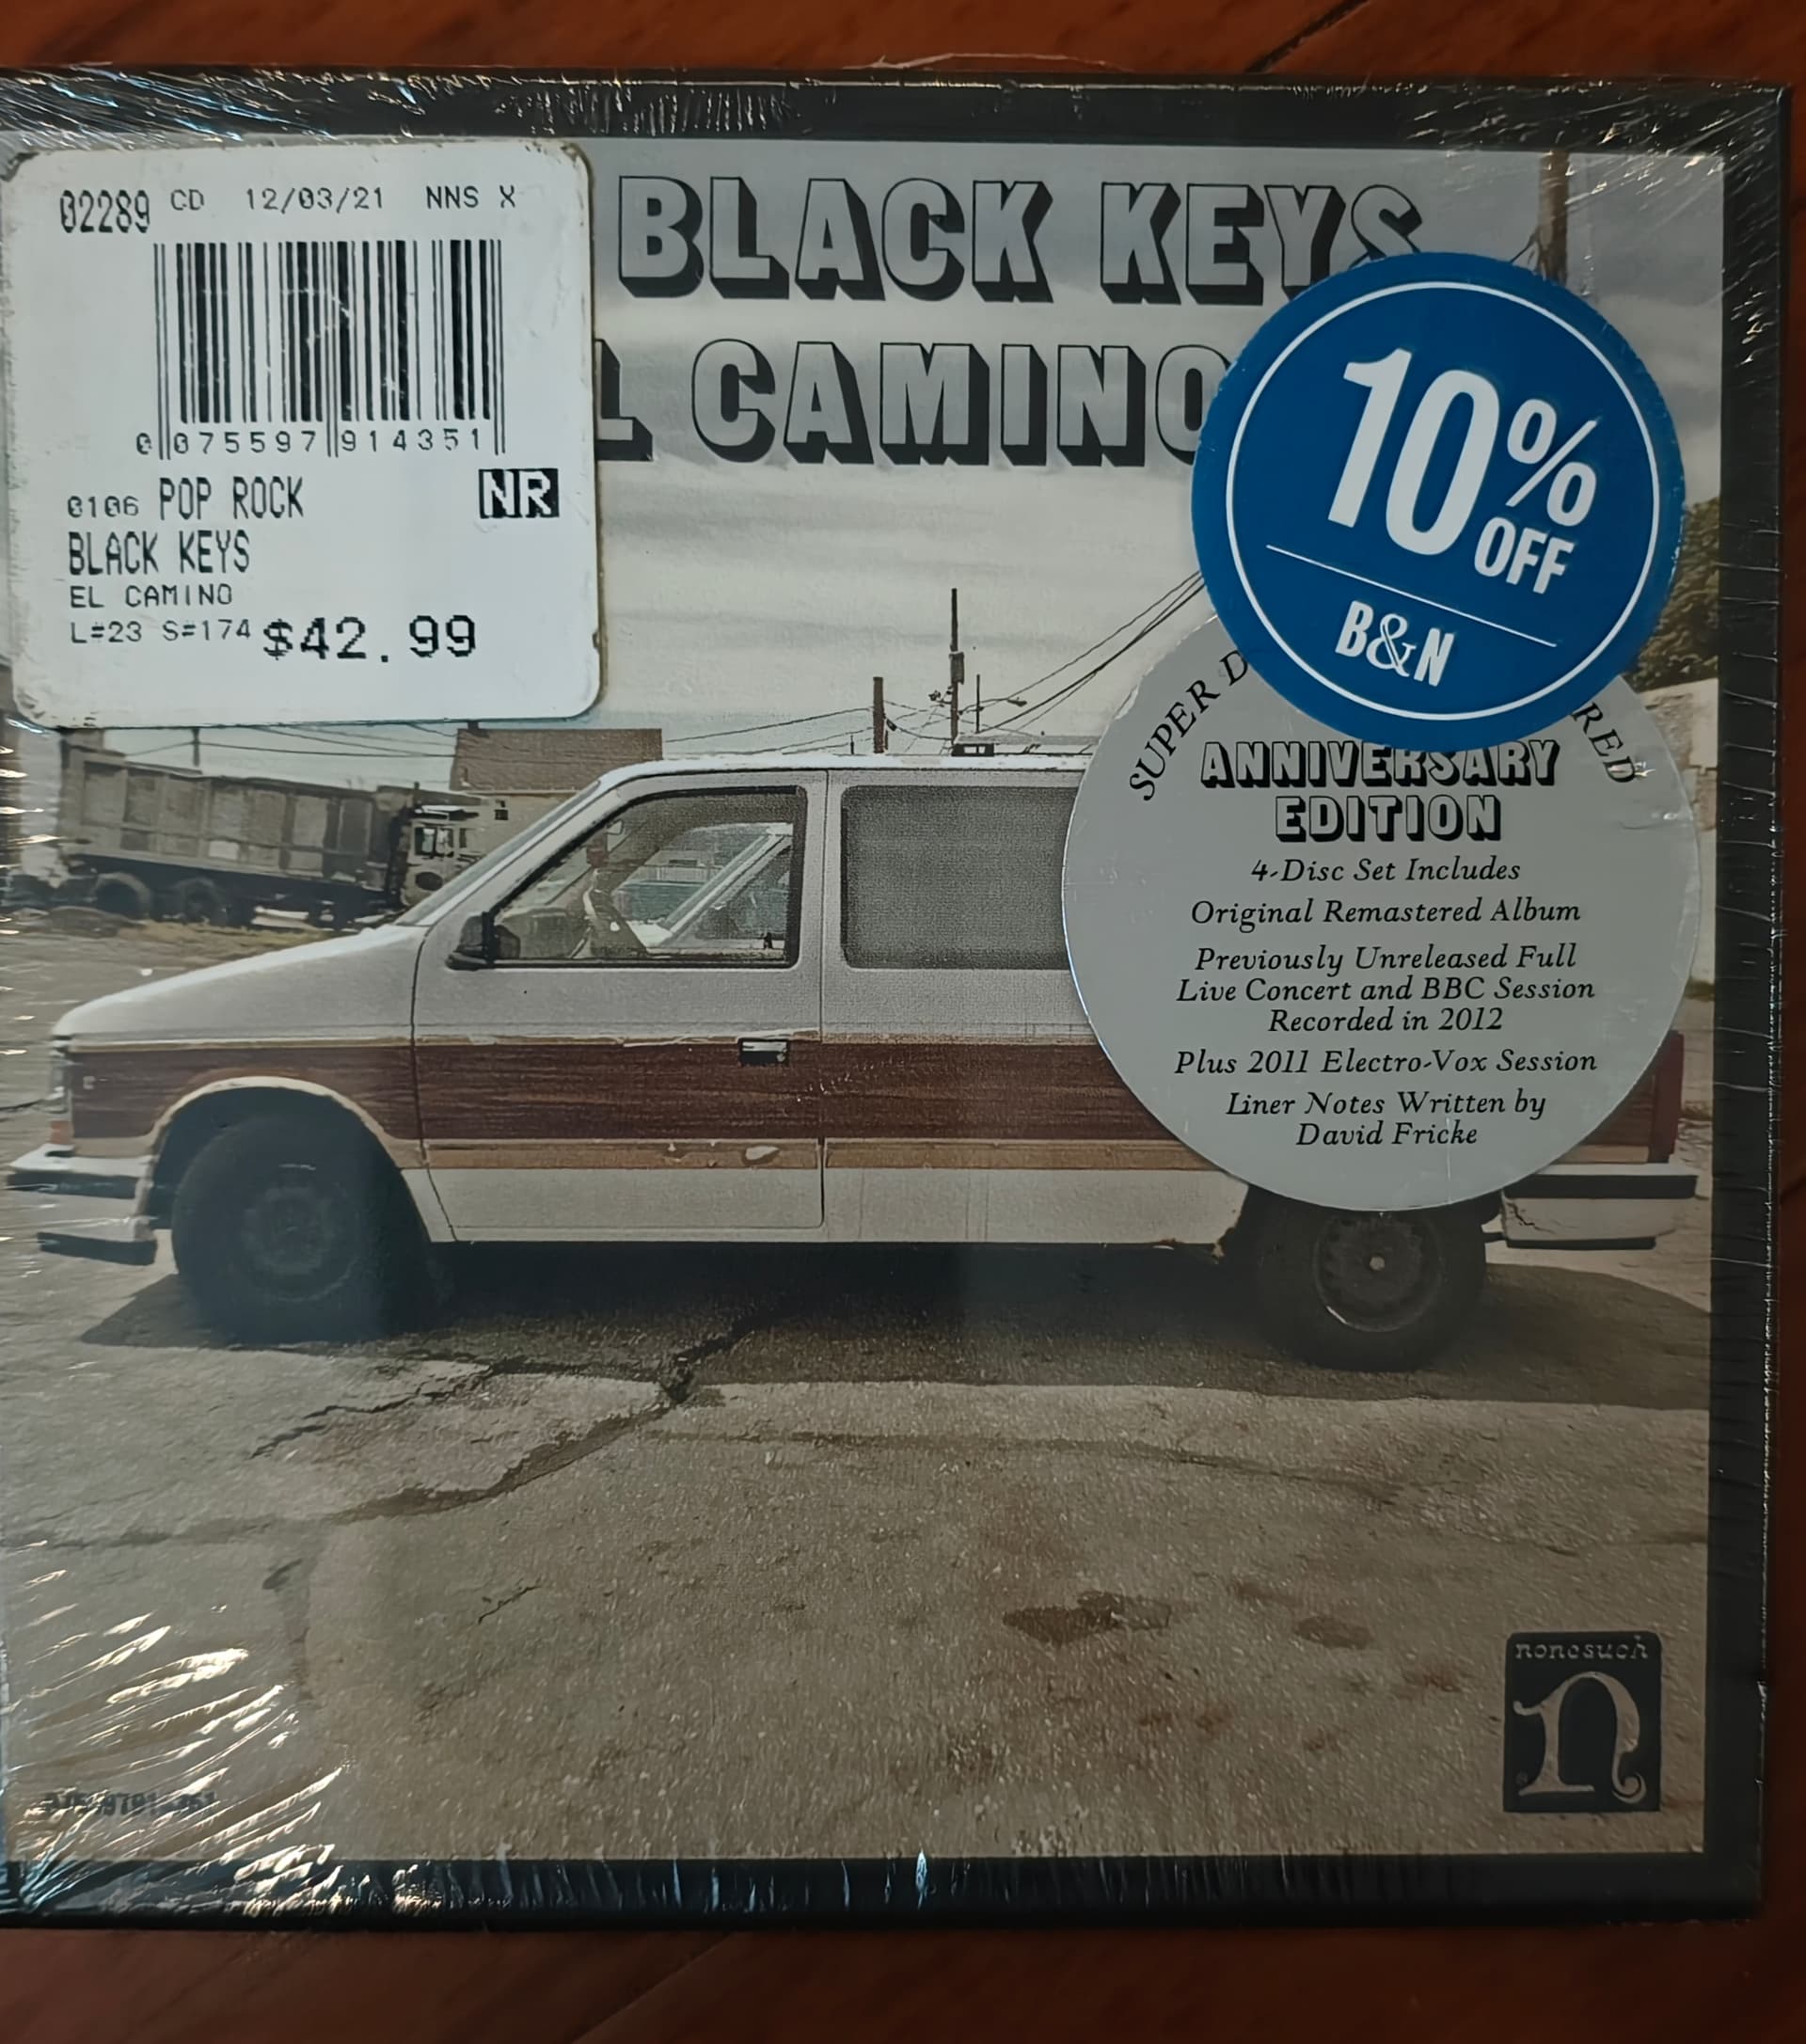 02289 CD 12/03/21 NNS X
0 075597 914351
0106 POP ROCK NR
BLACK KEYS
EL CAMINO
L=23 S=174 $42.99
BLACK KEYS
L CAMINO
10% OFF
B&N
SUPER D RED
ANNIVERSARY
EDITION
4-Disc Set Includes
Original Remastered Album
Previously Unreleased Full
Live Concert and BBC Session
Recorded in 2012
Plus 2011 Electro-Vox Session
Liner Notes Written by
David Fricke
nonesuch
n